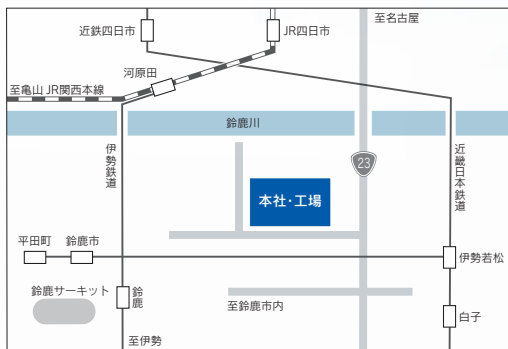 至名古屋
近鉄四日市
JR四日市
河原田
至亀山 JR関西本線
鈴鹿川
伊勢鉄道
23
近畿日本鉄道
本社・工場
平田町
鈴鹿市
伊勢若松
鈴鹿サーキット
鈴鹿
至鈴鹿市内
白子
至伊勢